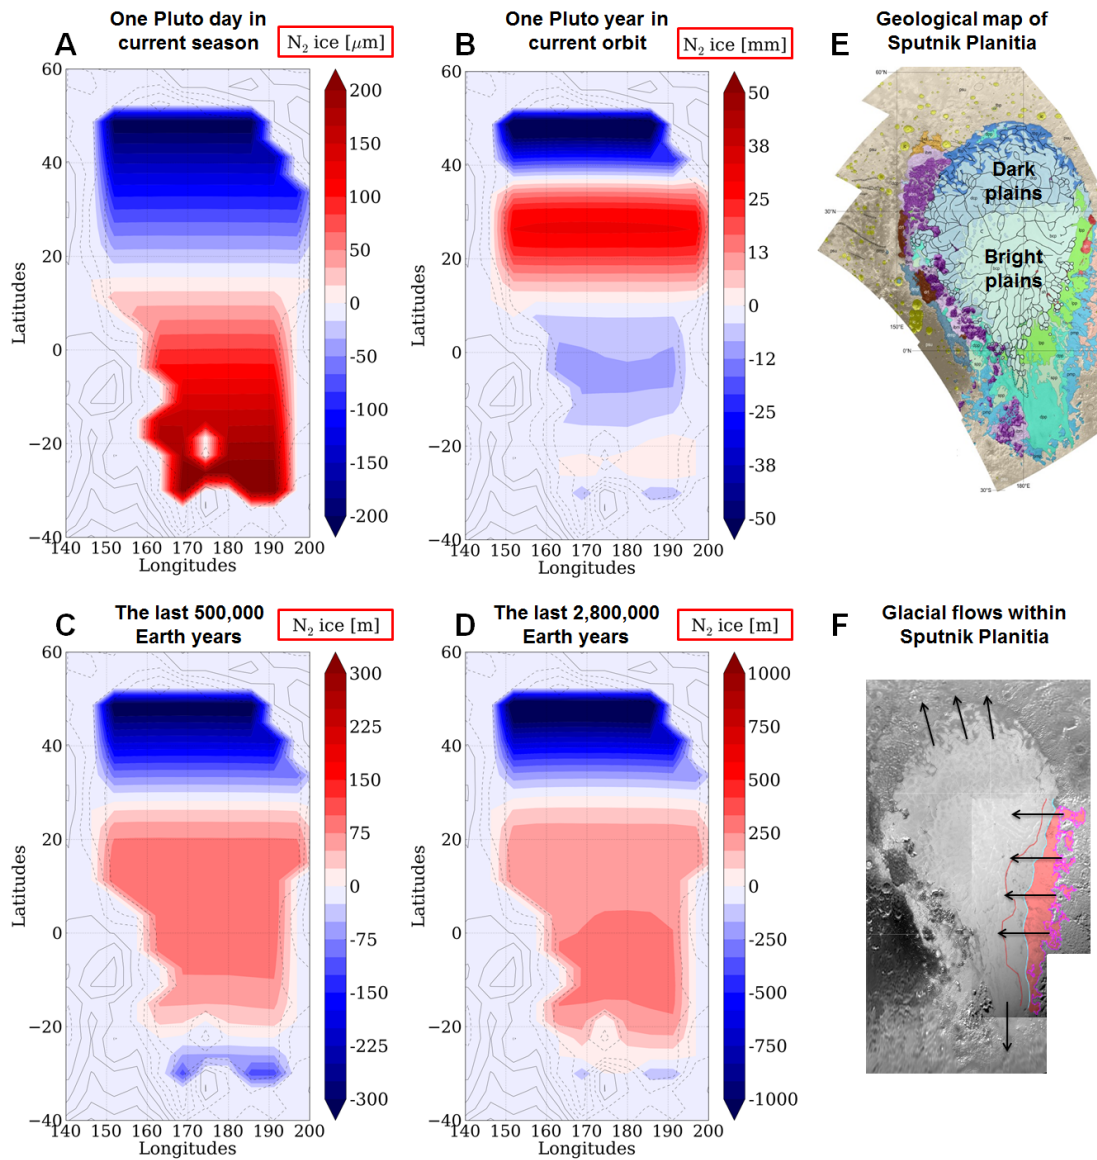 A
One Pluto day in
current season
N2 ice [μm]
60
40
20
0
−20
−40
140 150 160 170 180 190 200
Latitudes
Longitudes
200
150
100
50
0
-50
-100
-150
-200
B
One Pluto year in
current orbit
N2 ice [mm]
60
40
20
0
−20
−40
140 150 160 170 180 190 200
Latitudes
Longitudes
50
38
25
13
0
-12
-25
-38
-50
E
Geological map of
Sputnik Planitia
60°N
30°N
150°E
0°N
30°S
180°E
Dark
plains
Bright
plains
C
The last 500,000
Earth years
N2 ice [m]
60
40
20
0
−20
−40
140 150 160 170 180 190 200
Latitudes
Longitudes
300
225
150
75
0
-75
-150
-225
-300
D
The last 2,800,000
Earth years
N2 ice [m]
60
40
20
0
−20
−40
140 150 160 170 180 190 200
Latitudes
Longitudes
1000
750
500
250
0
-250
-500
-750
-1000
F
Glacial flows within
Sputnik Planitia